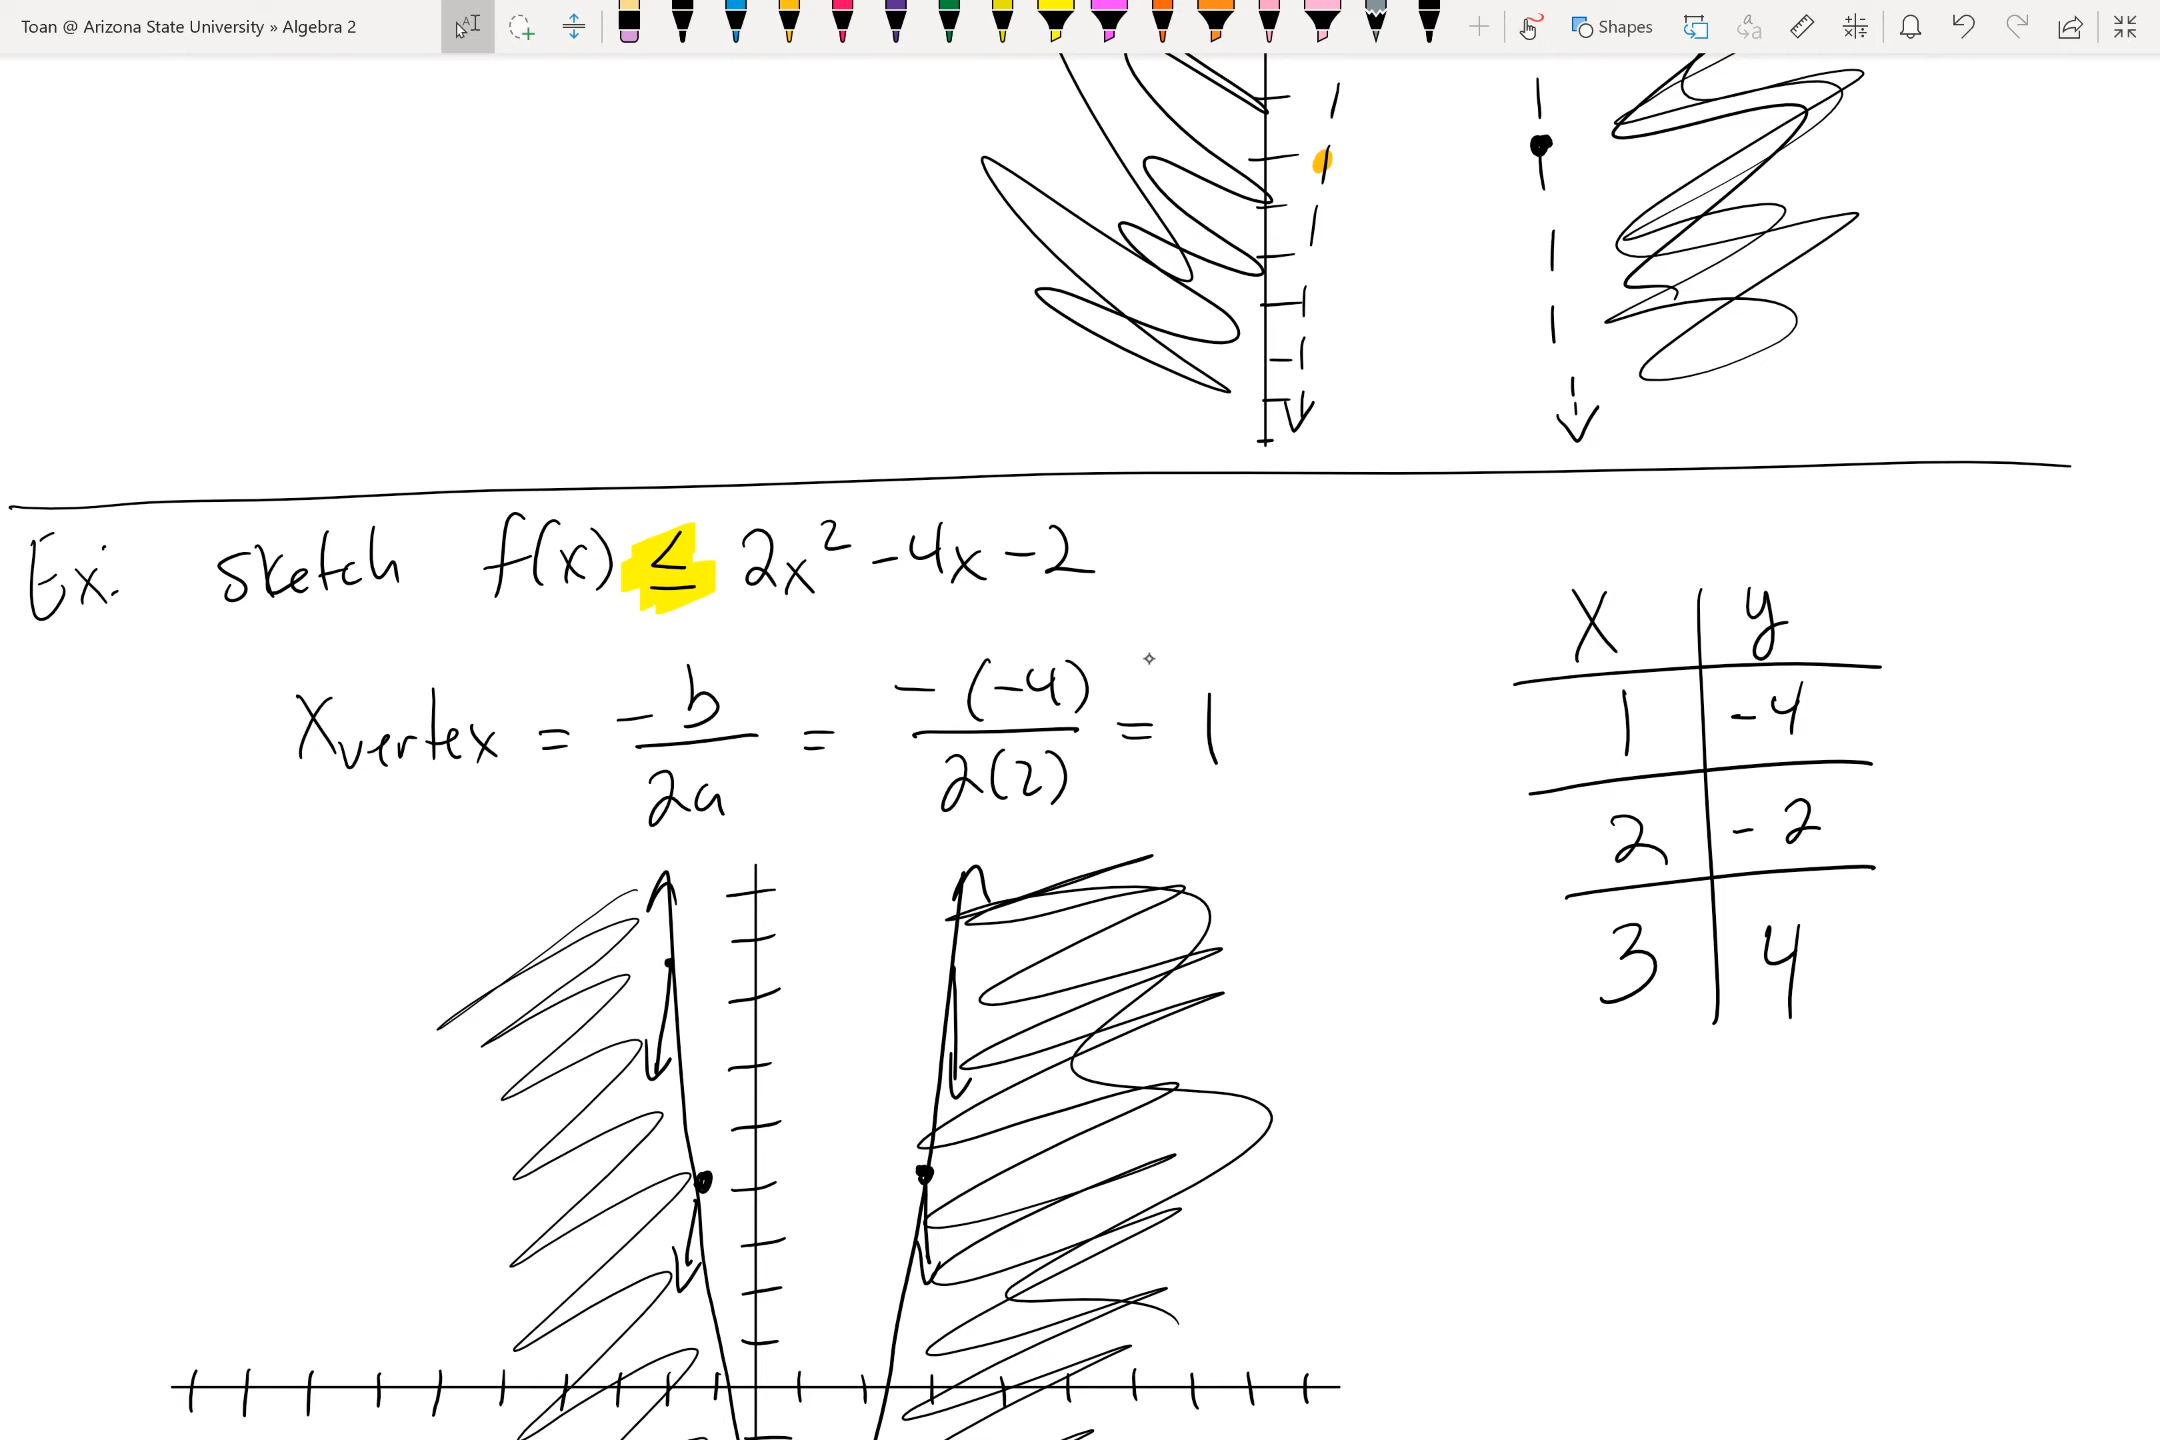 Toan @ Arizona State University » Algebra 2
Shapes
Ex: sketch f(x) ≤ 2x² - 4x - 2
Xvertex = -b/2a = -(-4)/2(2) = 1
X y
1 -4
2 -2
3 4